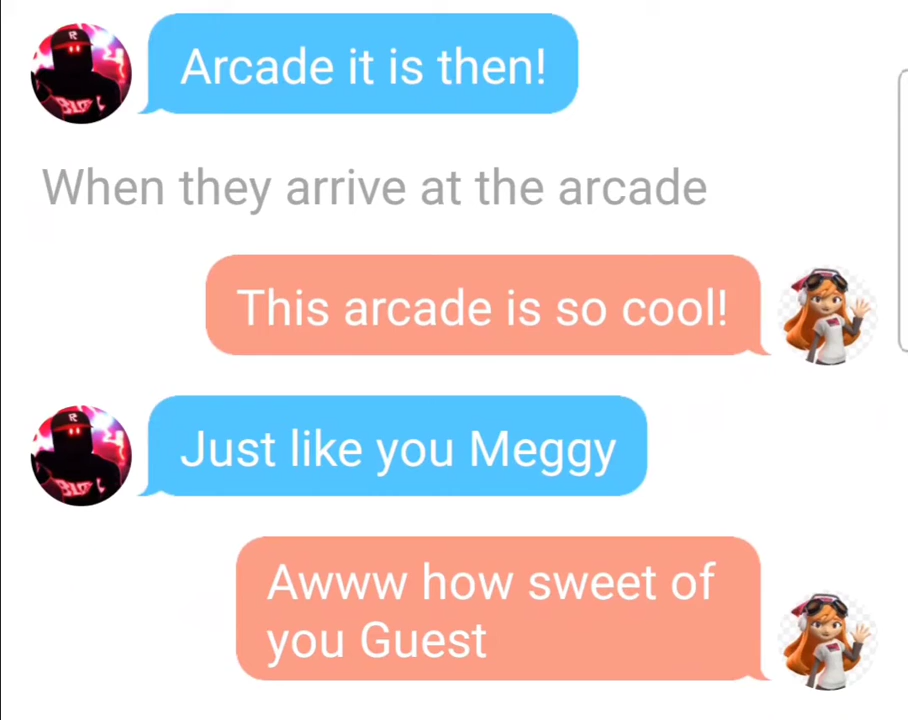 Arcade it is then!
When they arrive at the arcade
This arcade is so cool!
Just like you Meggy
Awww how sweet of
you Guest